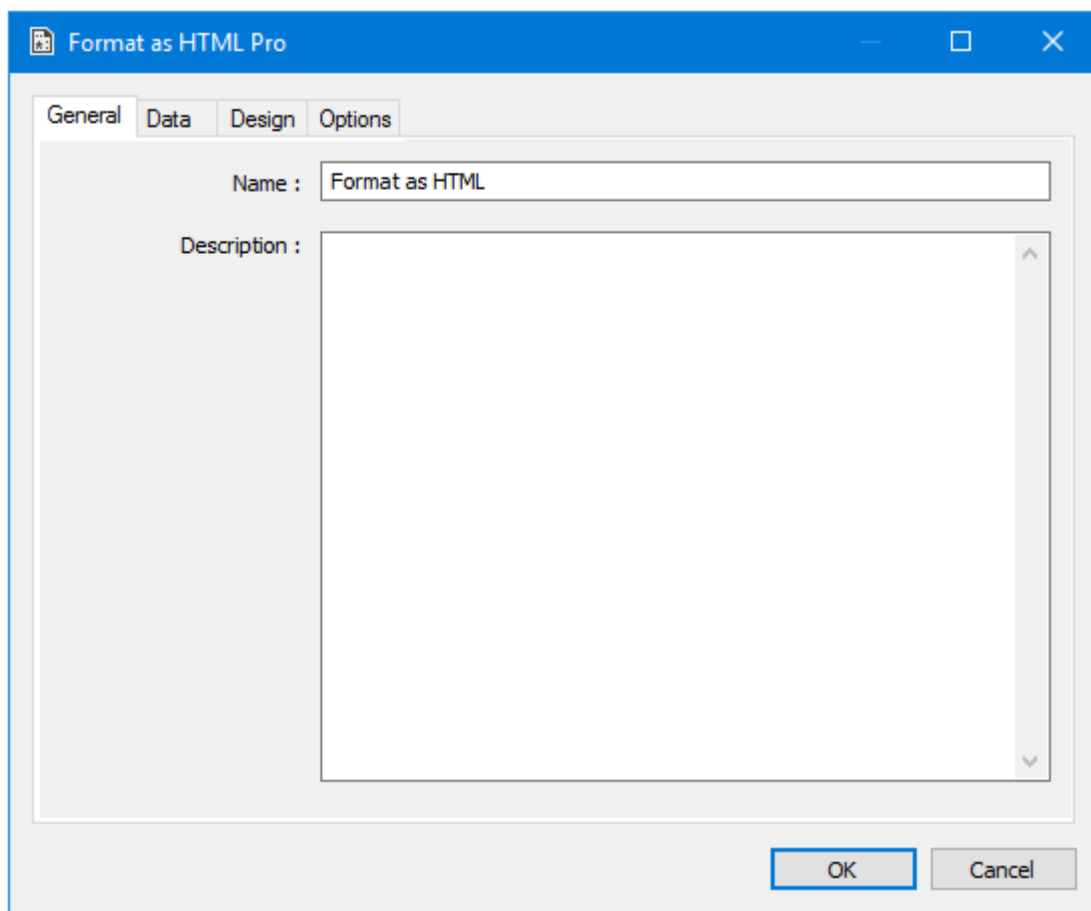 Format as HTML Pro
General Data Design Options
Name : Format as HTML
Description :
OK Cancel